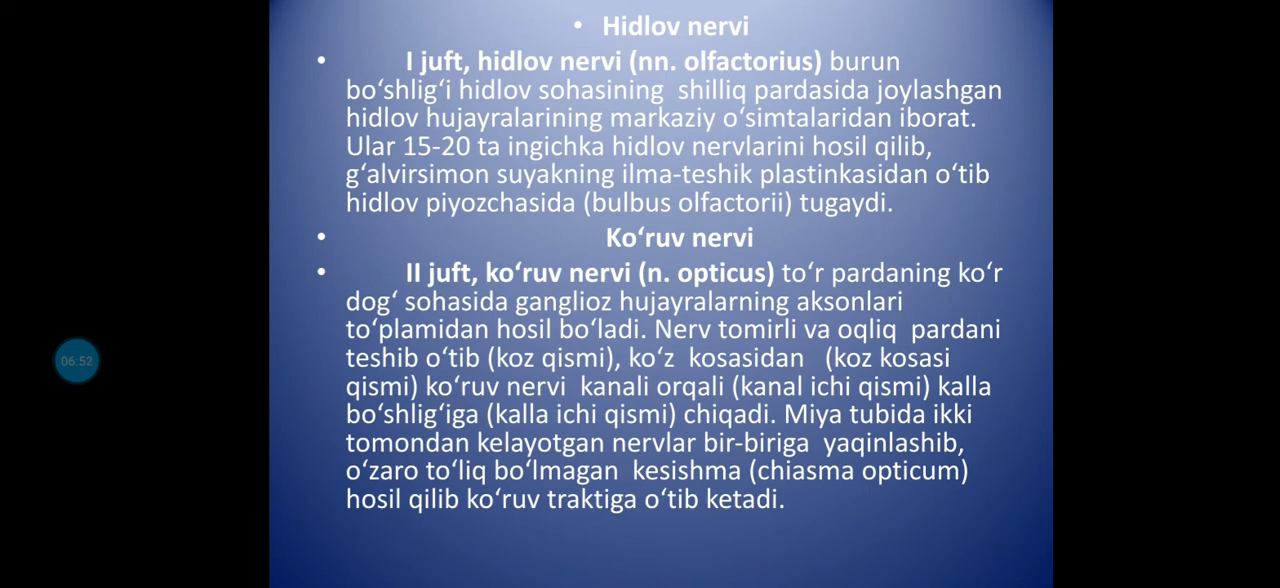 • Hidlov nervi
• I juft, hidlov nervi (nn. olfactorius) burun
bo‘shlig‘i hidlov sohasining shilliq pardasida joylashgan
hidlov hujayralarining markaziy o‘simtalaridan iborat.
Ular 15-20 ta ingichka hidlov nervlarini hosil qilib,
g‘alvirsimon suyakning ilma-teshik plastinkasidan o‘tib
hidlov piyozchasida (bulbus olfactorii) tugaydi.
• Ko‘ruv nervi
• II juft, ko‘ruv nervi (n. opticus) to‘r pardaning ko‘r
dog‘ sohasida ganglioz hujayralarning aksonlari
to‘plamidan hosil bo‘ladi. Nerv tomirli va oqliq pardani
teshib o‘tib (koz qismi), ko‘z kosasidan (koz kosasi
qismi) ko‘ruv nervi kanali orqali (kanal ichi qismi) kalla
bo‘shlig‘iga (kalla ichi qismi) chiqadi. Miya tubida ikki
tomondan kelayotgan nervlar bir-biriga yaqinlashib,
o‘zaro to‘liq bo‘lmagan kesishma (chiasma opticum)
hosil qilib ko‘ruv traktiga o‘tib ketadi.
06:52